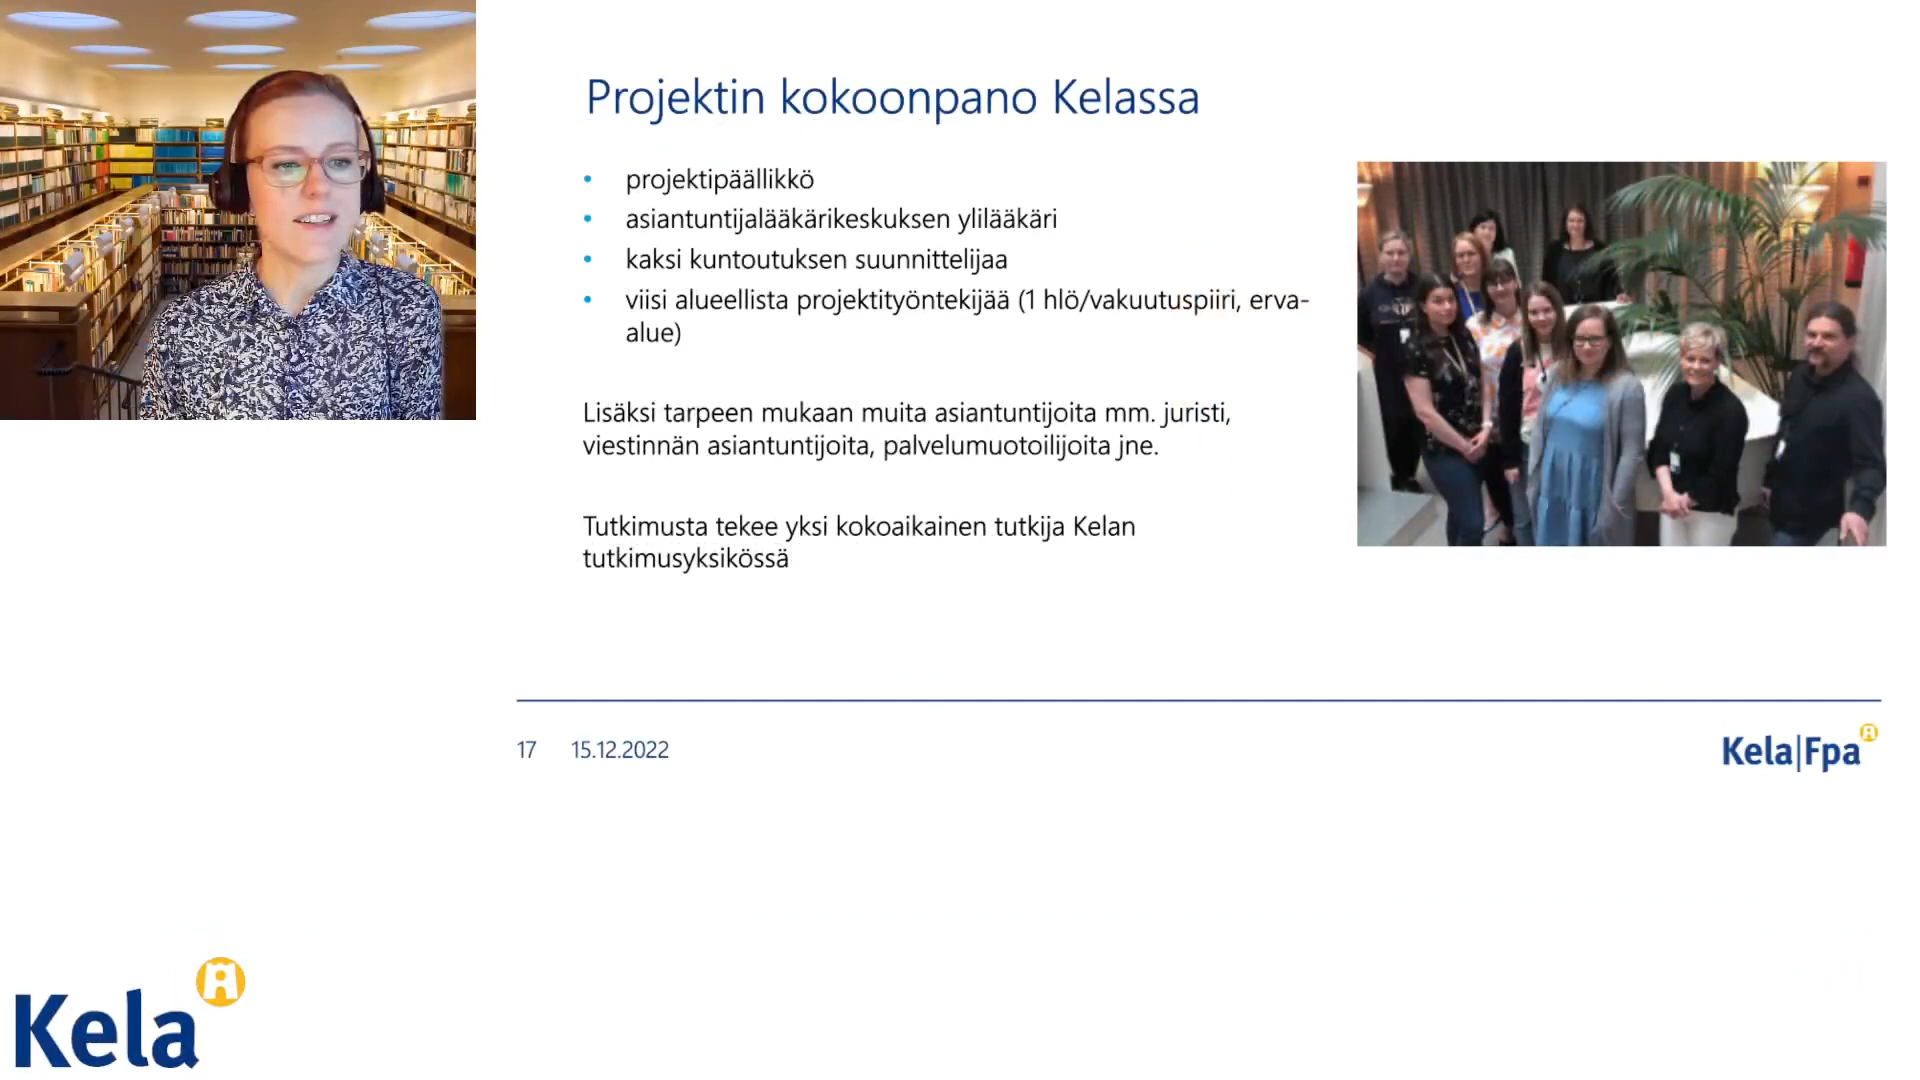 Projektin kokoonpano Kelassa
• projektipäällikkö
• asiantuntijalääkärikeskuksen ylilääkäri
• kaksi kuntoutuksen suunnittelijaa
• viisi alueellista projektityöntekijää (1 hlö/vakuutuspiiri, erva-
alue)
Lisäksi tarpeen mukaan muita asiantuntijoita mm. juristi,
viestinnän asiantuntijoita, palvelumuotoilijoita jne.
Tutkimusta tekee yksi kokoaikainen tutkija Kelan
tutkimusyksikössä
17 15.12.2022
Kela|Fpa
Kela